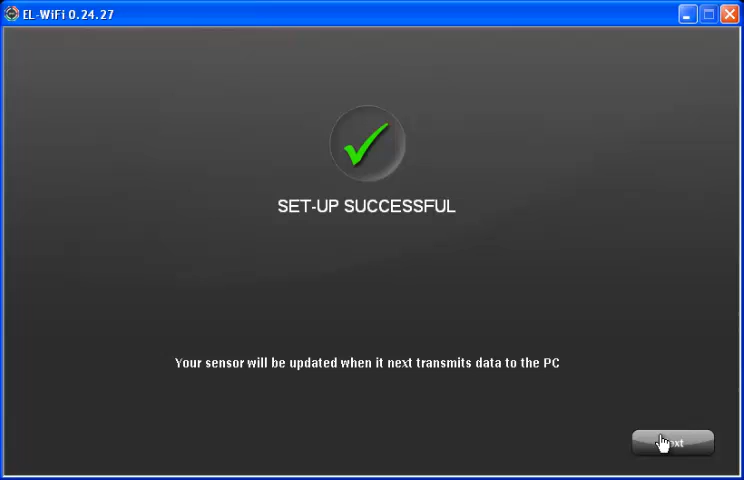 EL-WiFi 0.24.27
SET-UP SUCCESSFUL
Your sensor will be updated when it next transmits data to the PC